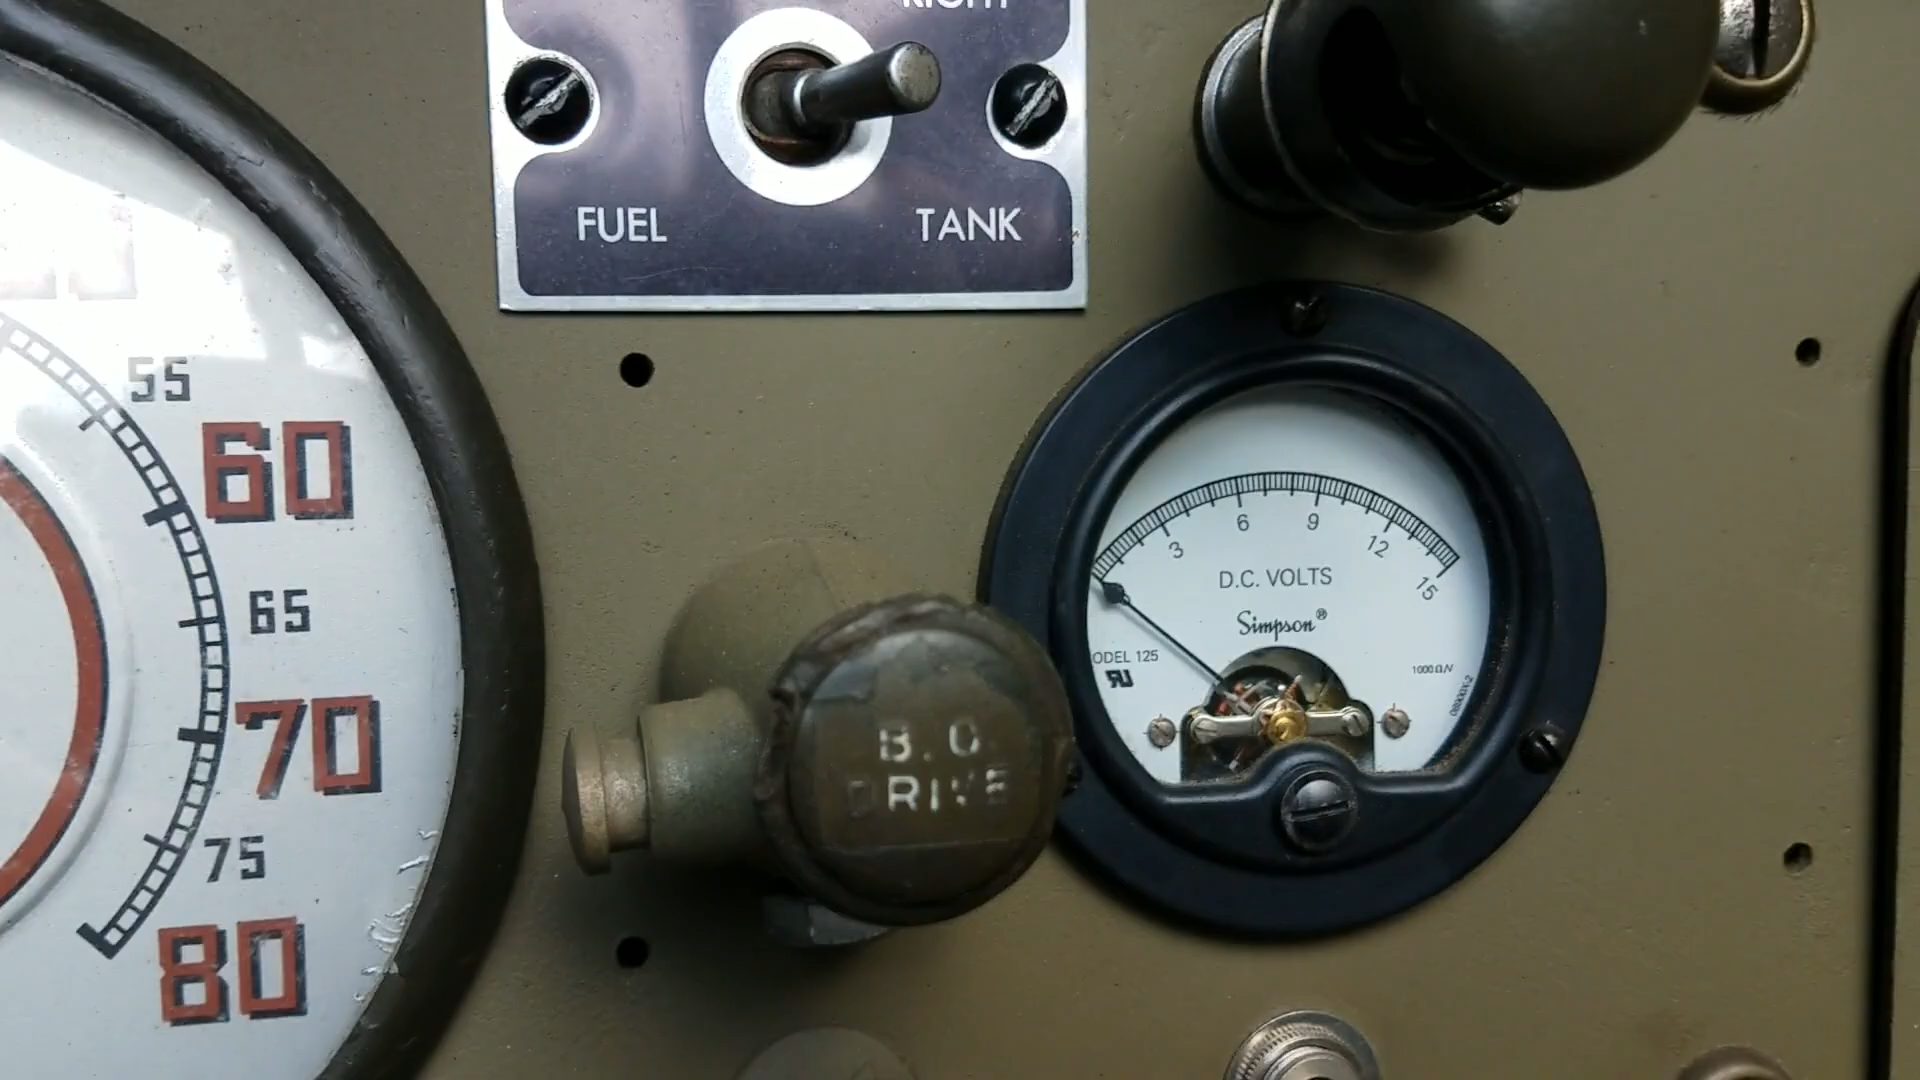 RIGHT
FUEL TANK
55
60
65
70
75
80
3 6 9 12 15
D.C. VOLTS
Simpson®
ODEL 125
1000Ω/V
B.O.
DRIVE